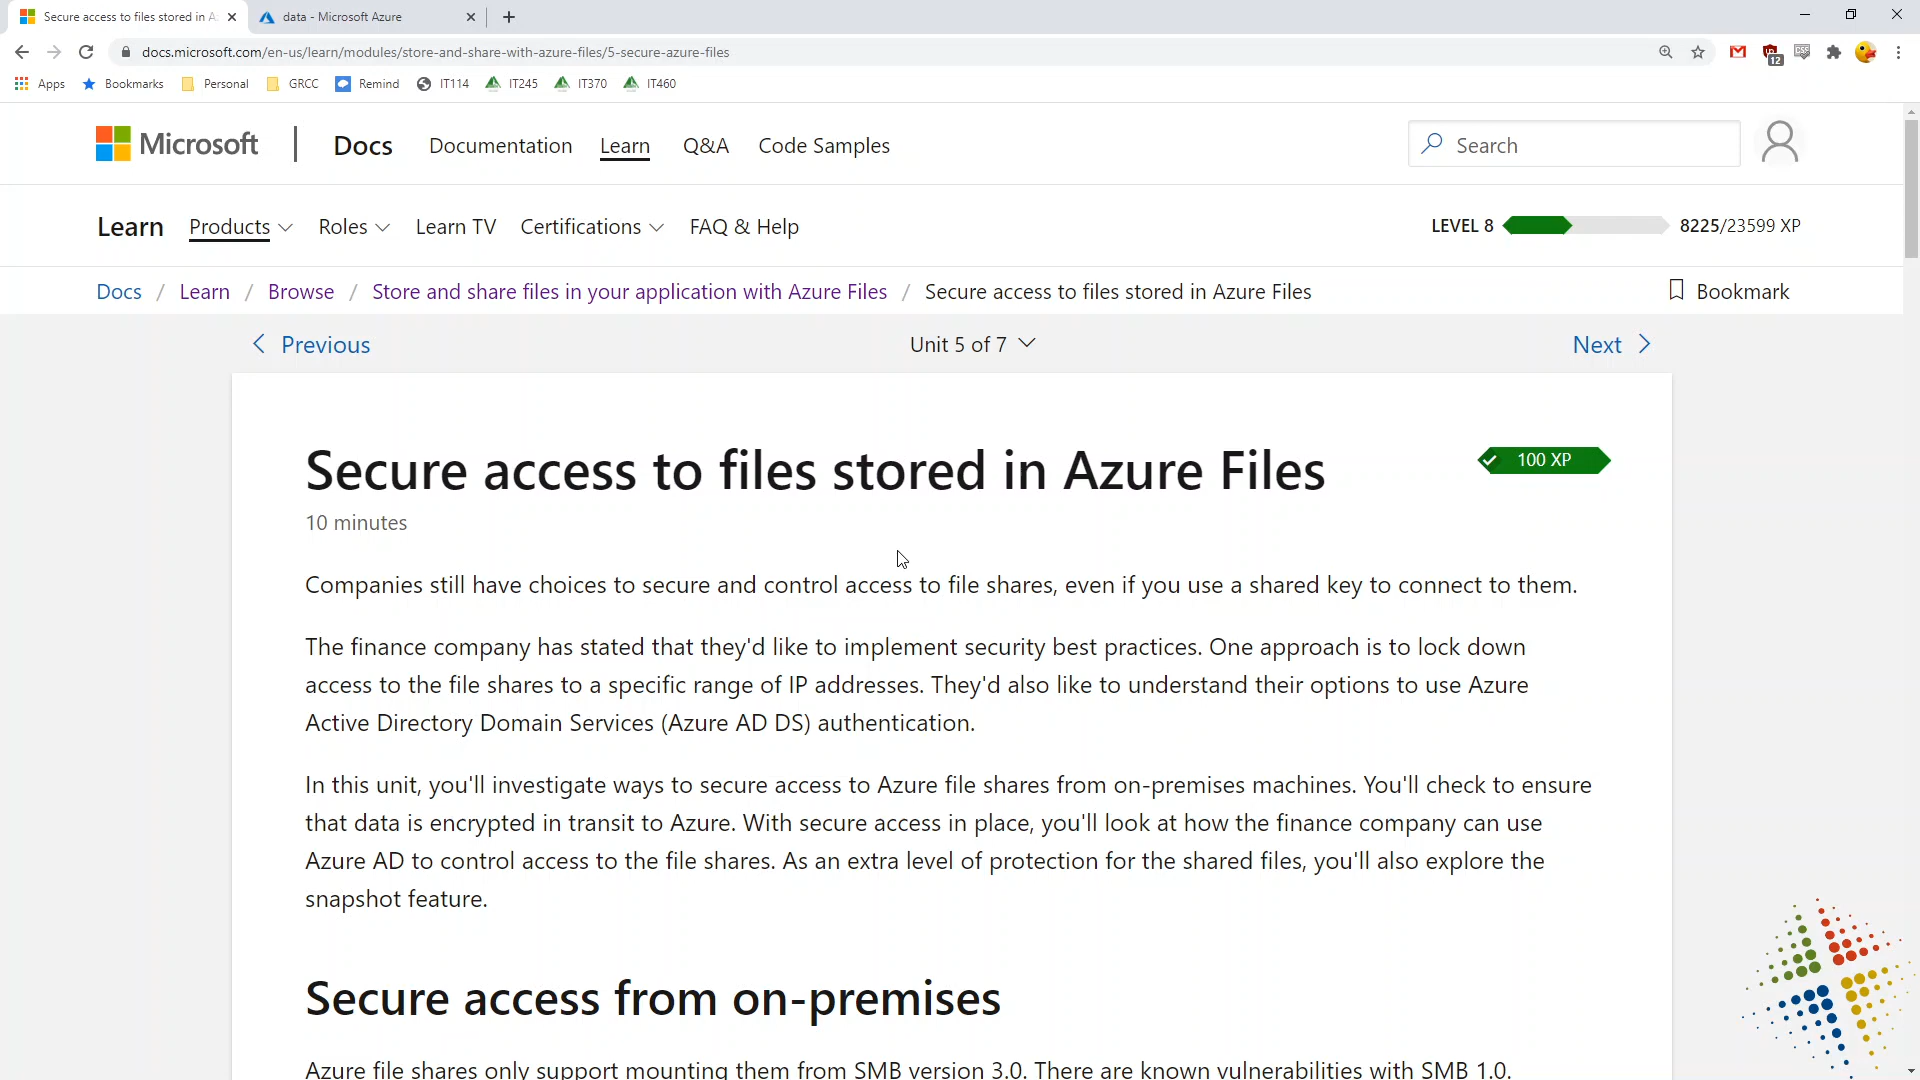 Secure access to files stored in A
data - Microsoft Azure
docs.microsoft.com/en-us/learn/modules/store-and-share-with-azure-files/5-secure-azure-files
12
CSS
Apps Bookmarks Personal GRCC Remind IT114 IT245 IT370 IT460
Microsoft Docs Documentation Learn Q&A Code Samples Search
Learn Products Roles Learn TV Certifications FAQ & Help LEVEL 8 8225/23599 XP
Docs / Learn / Browse / Store and share files in your application with Azure Files / Secure access to files stored in Azure Files Bookmark
Previous Unit 5 of 7 Next
Secure access to files stored in Azure Files
100 XP
10 minutes
Companies still have choices to secure and control access to file shares, even if you use a shared key to connect to them.
The finance company has stated that they'd like to implement security best practices. One approach is to lock down
access to the file shares to a specific range of IP addresses. They'd also like to understand their options to use Azure
Active Directory Domain Services (Azure AD DS) authentication.
In this unit, you'll investigate ways to secure access to Azure file shares from on-premises machines. You'll check to ensure
that data is encrypted in transit to Azure. With secure access in place, you'll look at how the finance company can use
Azure AD to control access to the file shares. As an extra level of protection for the shared files, you'll also explore the
snapshot feature.
Secure access from on-premises
Azure file shares only support mounting them from SMB version 3.0. There are known vulnerabilities with SMB 1.0.